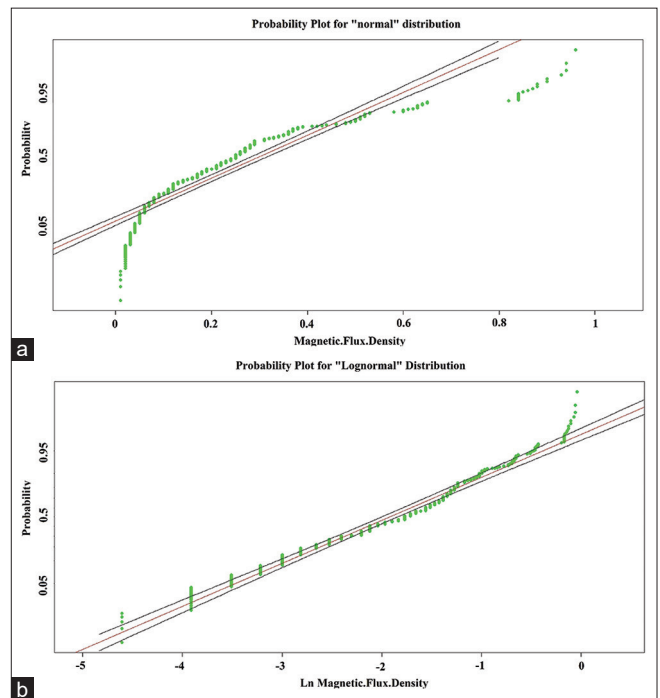 Probability Plot for "normal" distribution
Probability
0.95
0.5
0.05
0
0.2
0.4
0.6
0.8
1
Magnetic.Flux.Density
a
Probability Plot for "Lognormal" Distribution
Probability
0.95
0.5
0.05
-5
-4
-3
-2
-1
0
Ln Magnetic.Flux.Density
b